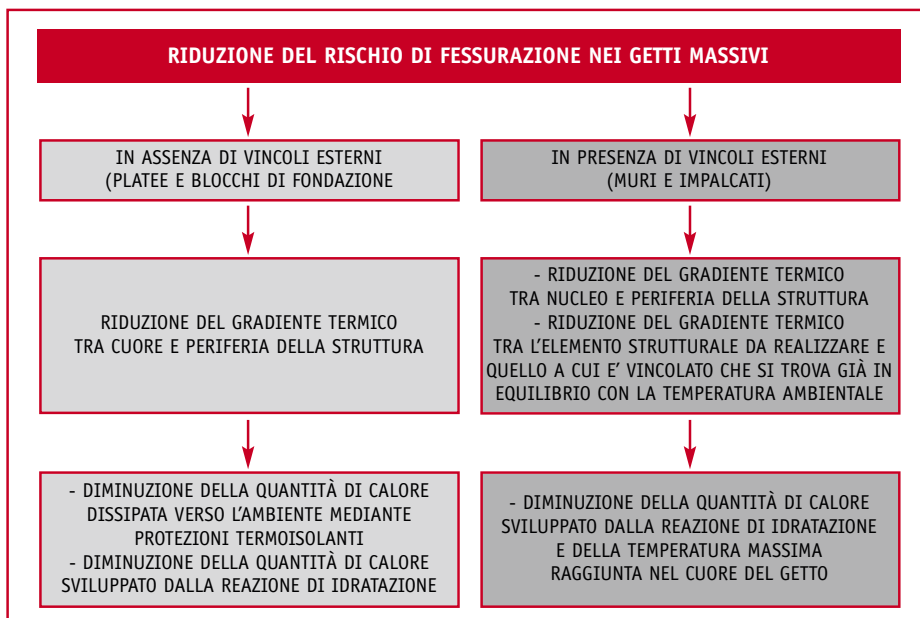 RIDUZIONE DEL RISCHIO DI FESSURAZIONE NEI GETTI MASSIVI
IN ASSENZA DI VINCOLI ESTERNI
(PLATEE E BLOCCHI DI FONDAZIONE
IN PRESENZA DI VINCOLI ESTERNI
(MURI E IMPALCATI)
RIDUZIONE DEL GRADIENTE TERMICO
TRA CUORE E PERIFERIA DELLA STRUTTURA
- RIDUZIONE DEL GRADIENTE TERMICO
TRA NUCLEO E PERIFERIA DELLA STRUTTURA
- RIDUZIONE DEL GRADIENTE TERMICO
TRA L'ELEMENTO STRUTTURALE DA REALIZZARE E
QUELLO A CUI E' VINCOLATO CHE SI TROVA GIÀ IN
EQUILIBRIO CON LA TEMPERATURA AMBIENTALE
- DIMINUZIONE DELLA QUANTITÀ DI CALORE
DISSIPATA VERSO L'AMBIENTE MEDIANTE
PROTEZIONI TERMOISOLANTI
- DIMINUZIONE DELLA QUANTITÀ DI CALORE
SVILUPPATO DALLA REAZIONE DI IDRATAZIONE
- DIMINUZIONE DELLA QUANTITÀ DI CALORE
SVILUPPATO DALLA REAZIONE DI IDRATAZIONE
E DELLA TEMPERATURA MASSIMA
RAGGIUNTA NEL CUORE DEL GETTO